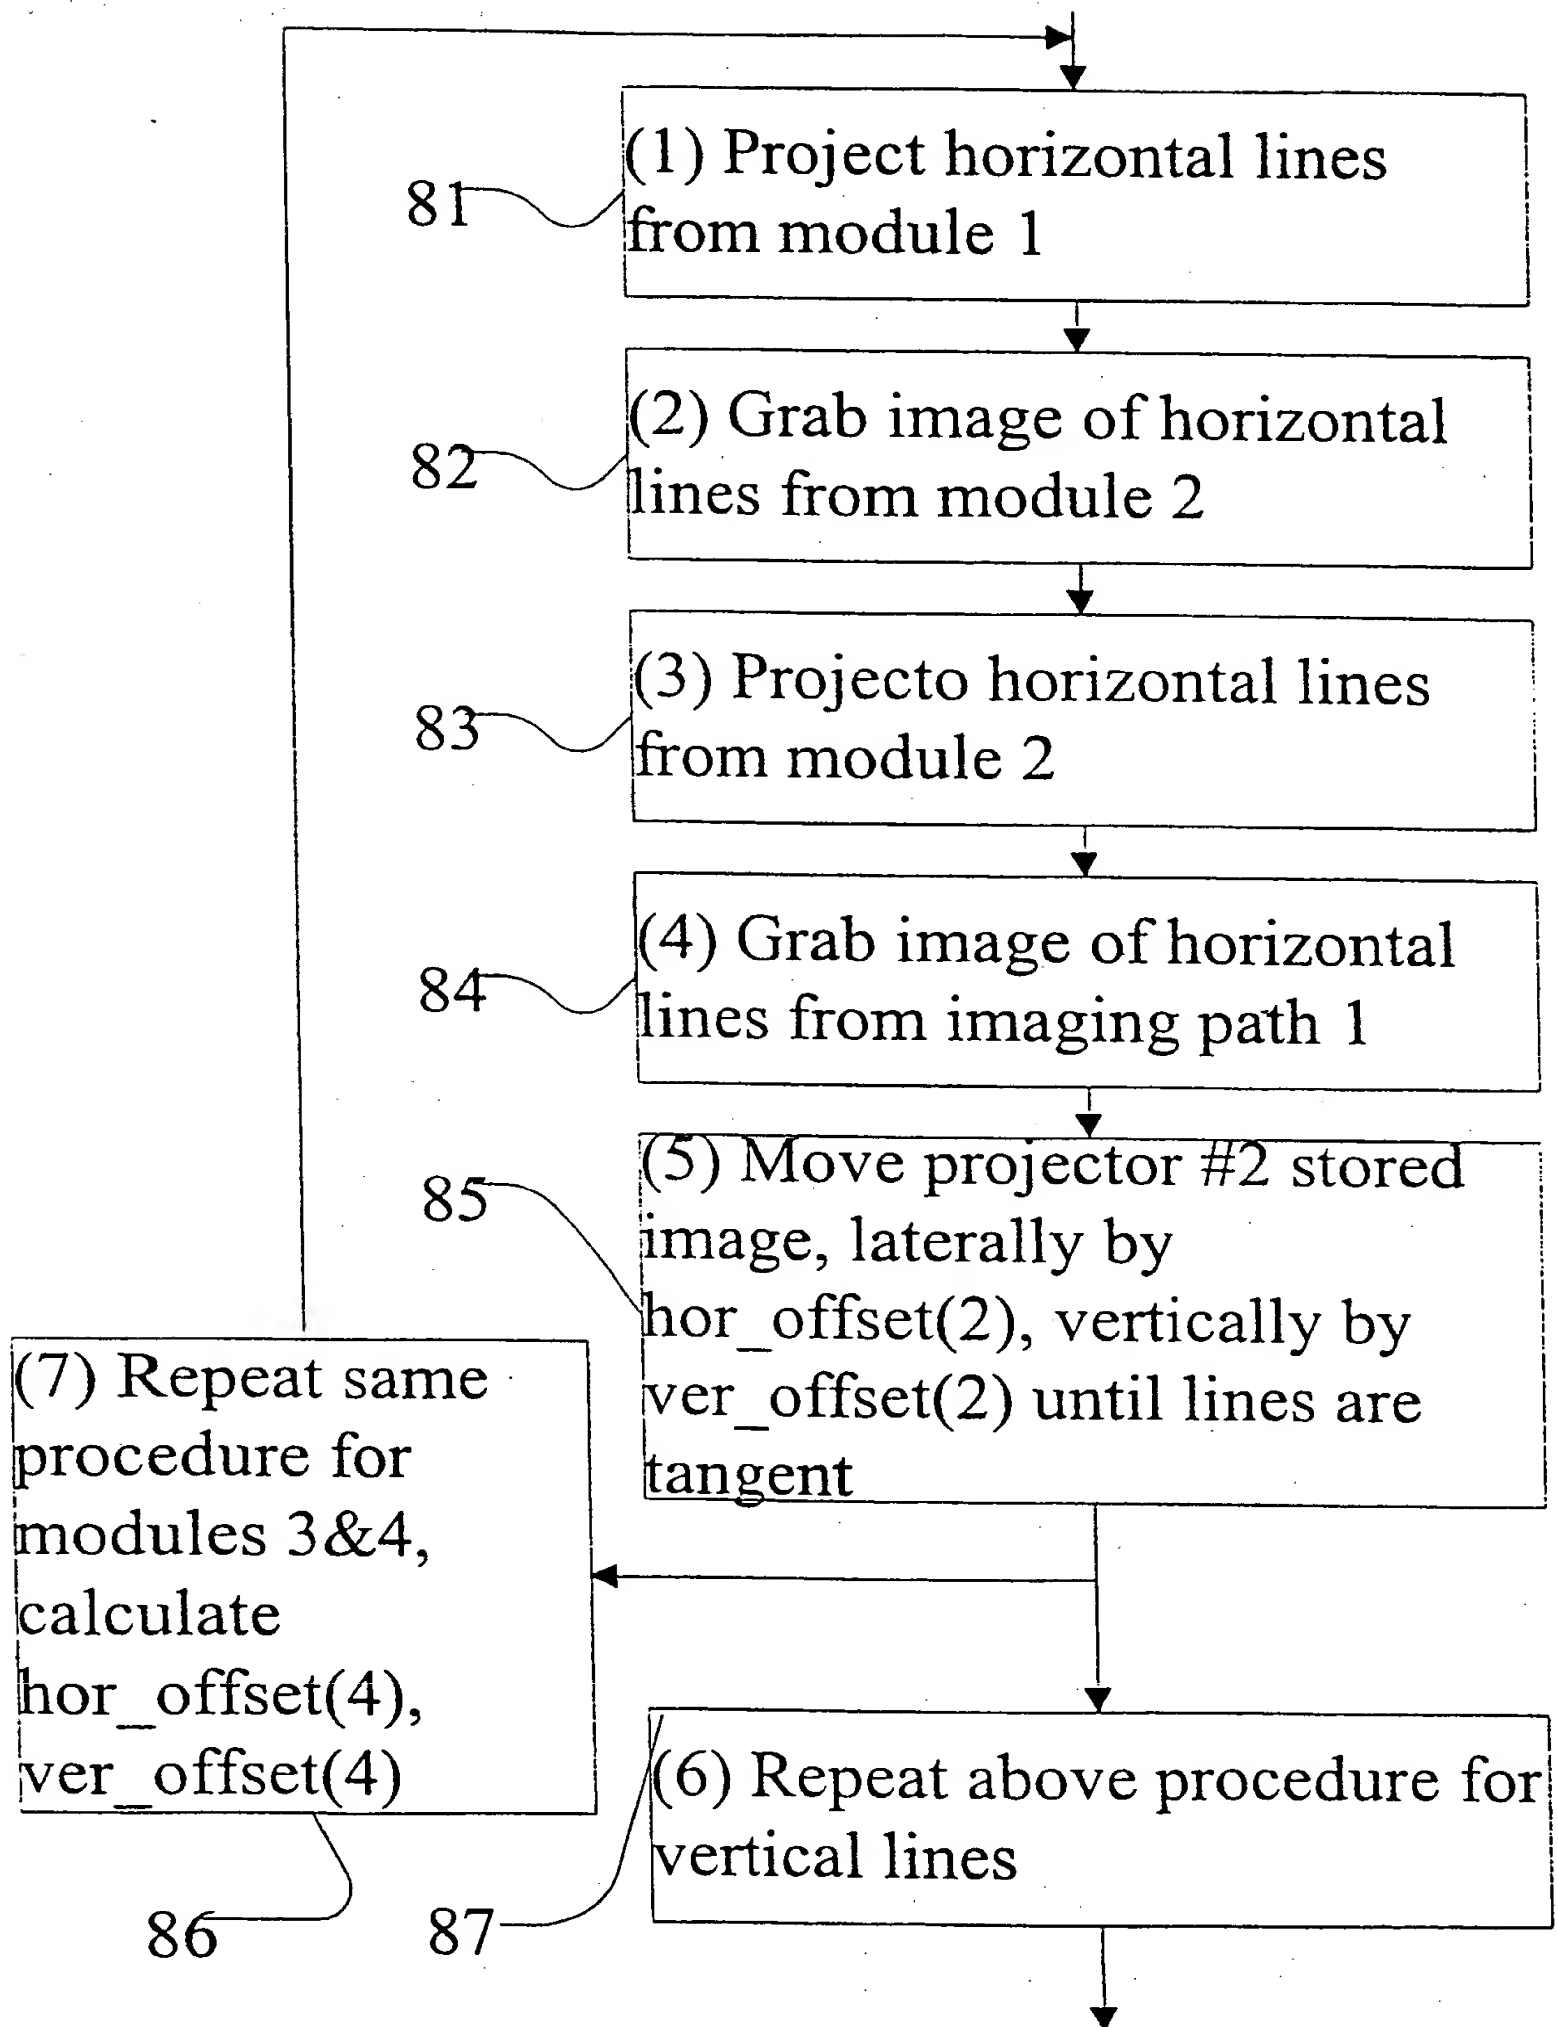 81
(1) Project horizontal lines
from module 1
82
(2) Grab image of horizontal
lines from module 2
83
(3) Projecto horizontal lines
from module 2
84
(4) Grab image of horizontal
lines from imaging path 1
85
(5) Move projector #2 stored
image, laterally by
hor_offset(2), vertically by
ver_offset(2) until lines are
tangent
(7) Repeat same
procedure for
modules 3&4,
calculate
hor_offset(4),
ver_offset(4)
86
87
(6) Repeat above procedure for
vertical lines